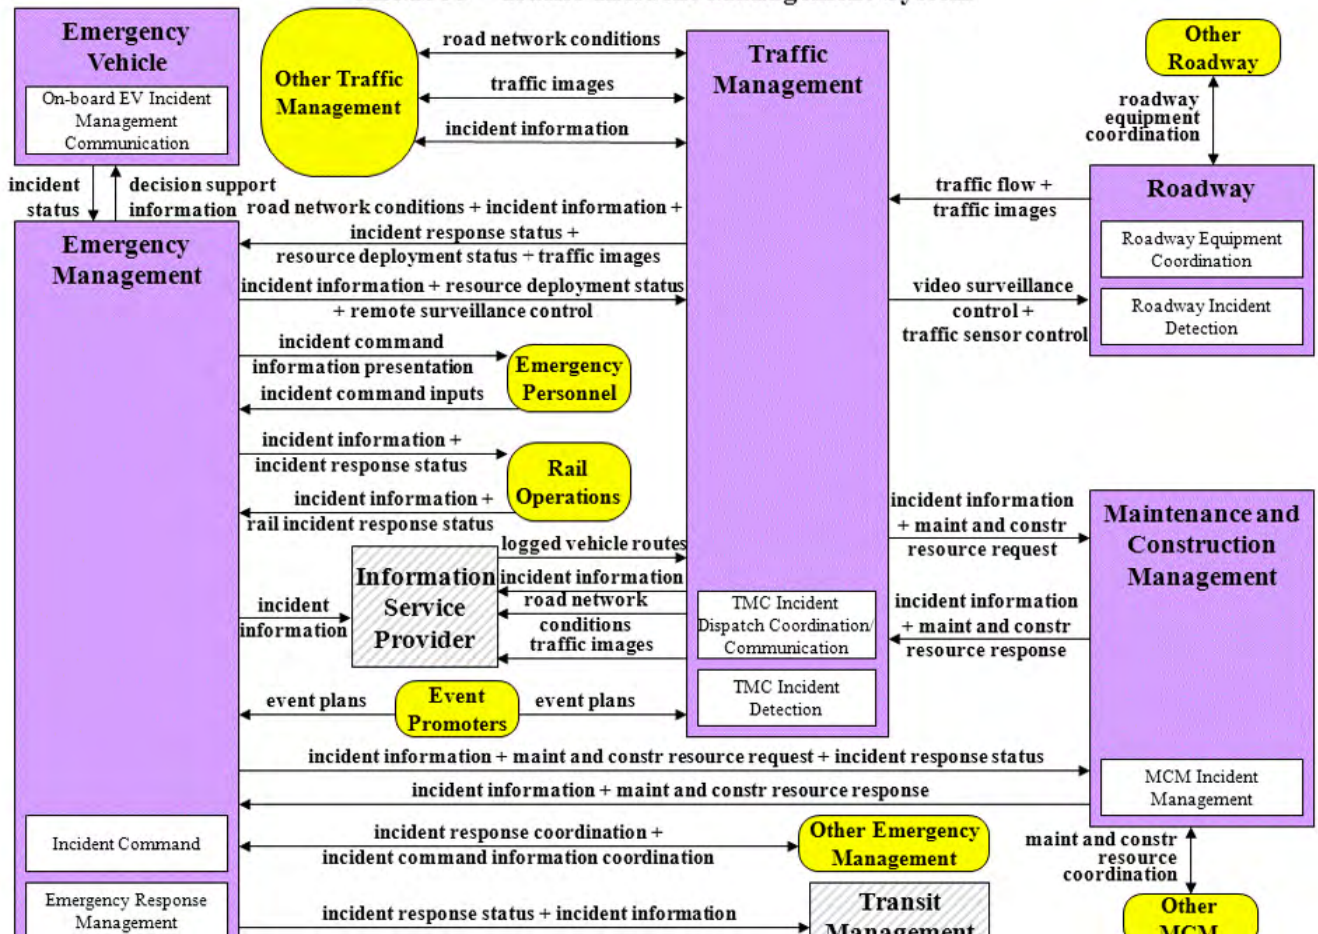 Emergency
Vehicle
On-board EV Incident
Management
Communication
incident
status
decision support
information
Other Traffic
Management
road network conditions
traffic images
incident information
Traffic
Management
Other
Roadway
roadway
equipment
coordination
traffic flow +
traffic images
Roadway
Roadway Equipment
Coordination
Roadway Incident
Detection
video surveillance
control +
traffic sensor control
Emergency
Management
road network conditions + incident information +
incident response status +
resource deployment status + traffic images
incident information + resource deployment status
+ remote surveillance control
incident command
information presentation
incident command inputs
Emergency
Personnel
incident information +
incident response status
incident information +
rail incident response status
Rail
Operations
logged vehicle routes
incident information
road network
conditions
traffic images
Information
Service
Provider
incident
information
TMC Incident
Dispatch Coordination/
Communication
TMC Incident
Detection
incident information
+ maint and constr
resource request
incident information
+ maint and constr
resource response
Maintenance and
Construction
Management
event plans
Event
Promoters
event plans
incident information + maint and constr resource request + incident response status
incident information + maint and constr resource response
MCM Incident
Management
Incident Command
incident response coordination +
incident command information coordination
Other Emergency
Management
maint and constr
resource
coordination
Emergency Response
Management
incident response status + incident information
Transit
Management
Other
MCM